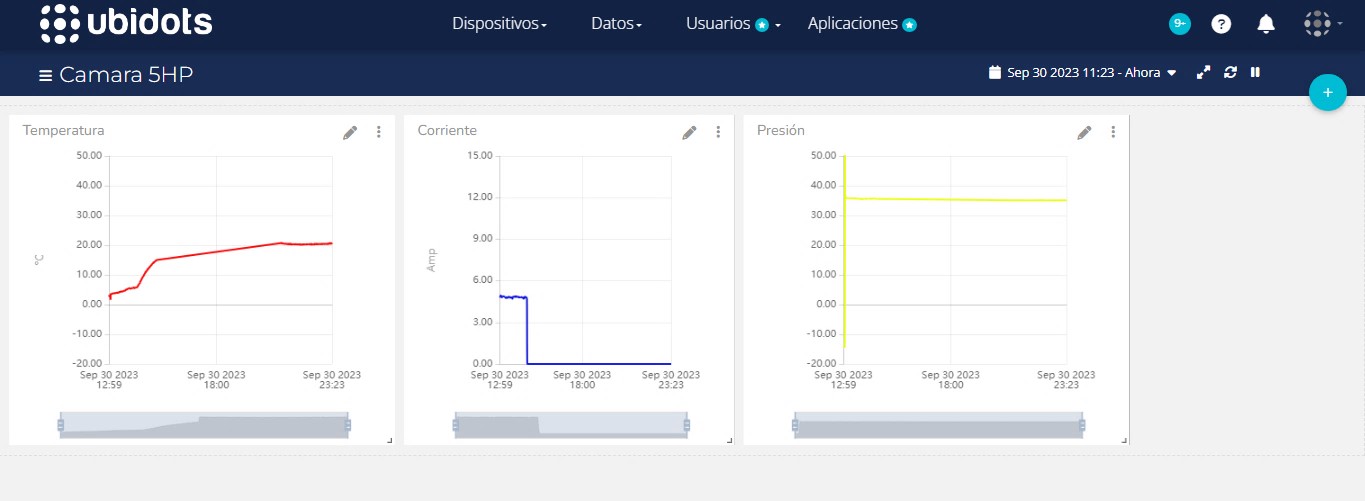 ubidots
Dispositivos
Datos
Usuarios
Aplicaciones
9+
?
Camara 5HP
Sep 30 2023 11:23 - Ahora
+
Temperatura
50.00
40.00
30.00
20.00
10.00
0.00
-10.00
-20.00
°C
Sep 30 2023
12:59
Sep 30 2023
18:00
Sep 30 2023
23:23
Corriente
15.00
12.00
9.00
6.00
3.00
0.00
Amp
Sep 30 2023
12:59
Sep 30 2023
18:00
Sep 30 2023
23:23
Presión
50.00
40.00
30.00
20.00
10.00
0.00
-10.00
-20.00
Sep 30 2023
12:59
Sep 30 2023
18:00
Sep 30 2023
23:23